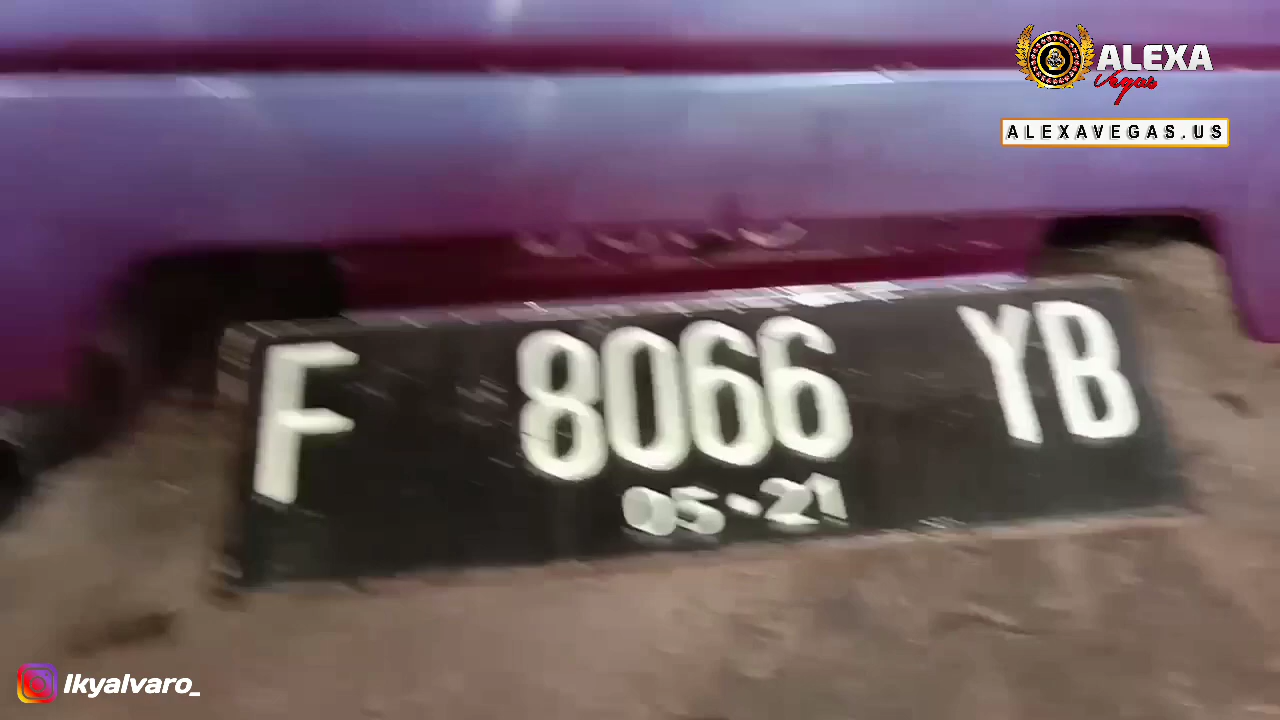 ALEXA
Vegas
ALEXAVEGAS.US
F 8066 YB
05-21
lkyalvaro_